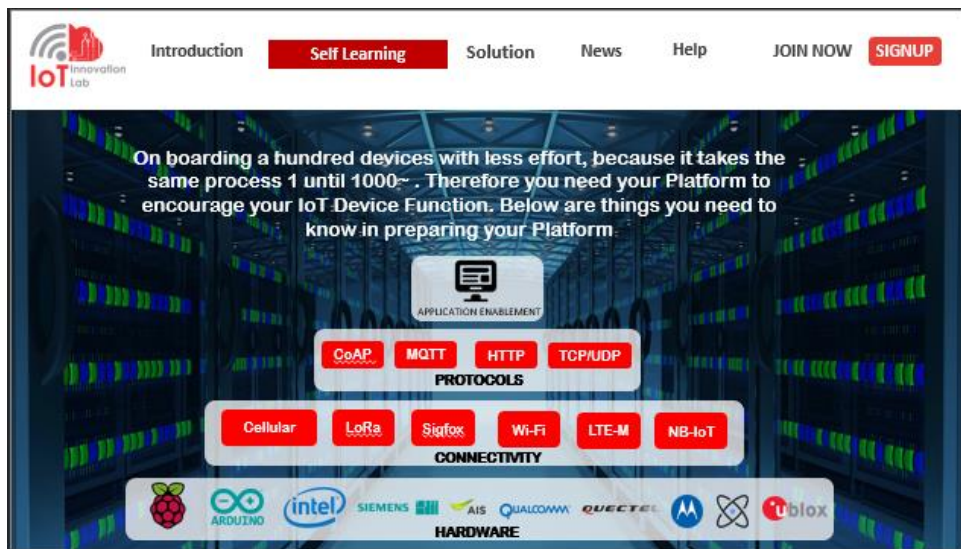 IoT Innovation Lab
Introduction
Self Learning
Solution
News
Help
JOIN NOW
SIGNUP
On boarding a hundred devices with less effort, because it takes the
same process 1 until 1000~ . Therefore you need your Platform to
encourage your IoT Device Function. Below are things you need to
know in preparing your Platform
APPLICATION ENABLEMENT
CoAP MQTT HTTP TCP/UDP
PROTOCOLS
Cellular LoRa Sigfox Wi-Fi LTE-M NB-IoT
CONNECTIVITY
ARDUINO intel SIEMENS AIS QUALCOMM QUECTEL ublox
HARDWARE